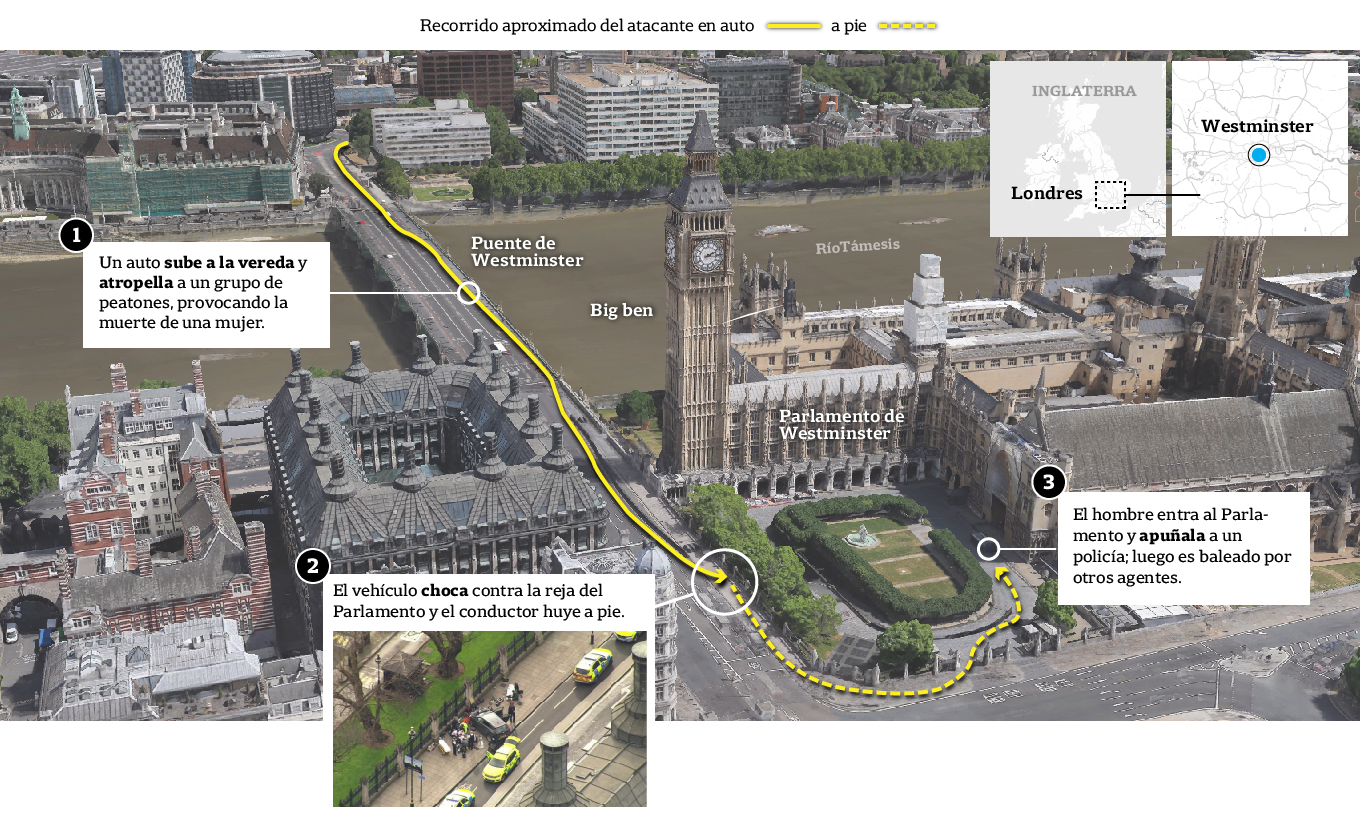 Recorrido aproximado del atacante en auto
a pie
INGLATERRA
Londres
Westminster
1
Un auto sube a la vereda y
atropella a un grupo de
peatones, provocando la
muerte de una mujer.
Puente de
Westminster
RíoTámesis
Big ben
Parlamento de
Westminster
2
El vehículo choca contra la reja del
Parlamento y el conductor huye a pie.
3
El hombre entra al Parla-
mento y apuñala a un
policía; luego es baleado por
otros agentes.